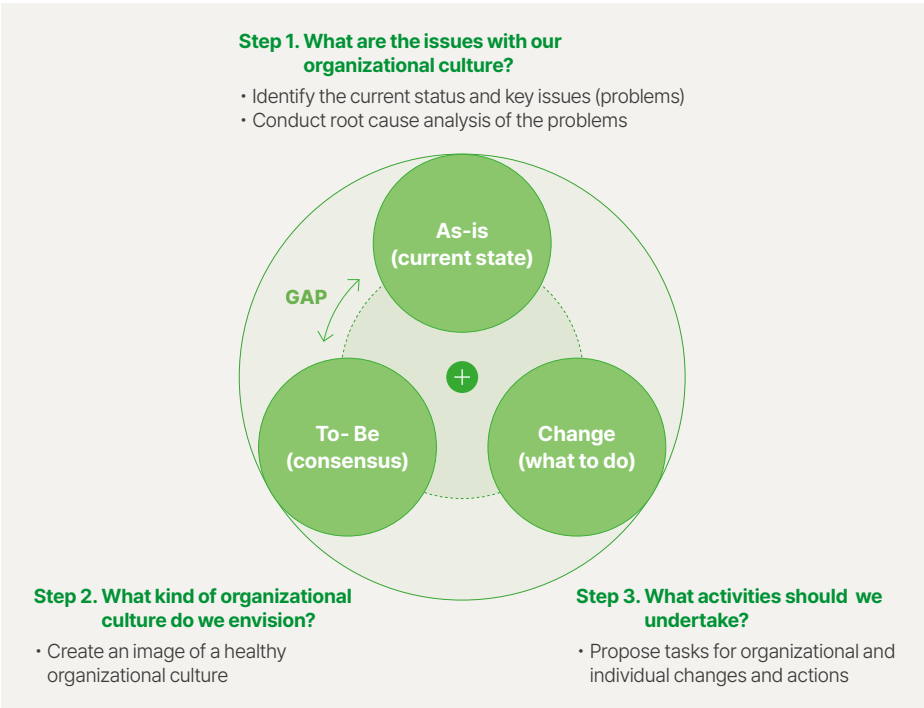 Step 1. What are the issues with our
organizational culture?
• Identify the current status and key issues (problems)
• Conduct root cause analysis of the problems
As-is
(current state)
GAP
To- Be
(consensus)
Change
(what to do)
Step 2. What kind of organizational
culture do we envision?
• Create an image of a healthy
organizational culture
Step 3. What activities should we
undertake?
• Propose tasks for organizational and
individual changes and actions